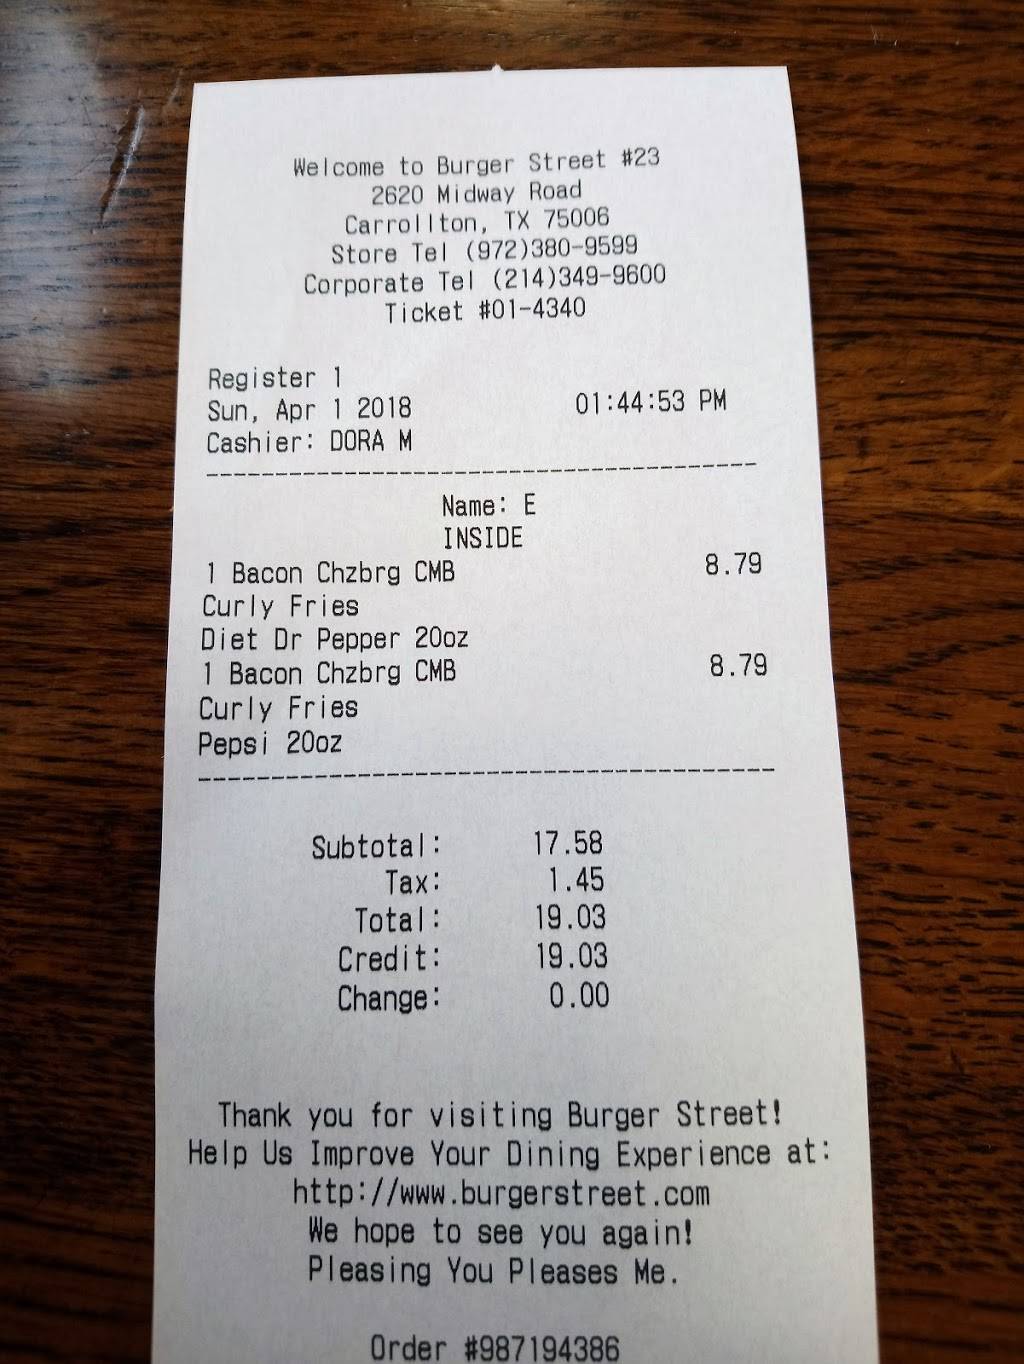 Welcome to Burger Street #23
2620 Midway Road
Carrollton, TX 75006
Store Tel (972)380-9599
Corporate Tel (214)349-9600
Ticket #01-4340
Register 1
Sun, Apr 1 2018 01:44:53 PM
Cashier: DORA M
Name: E
INSIDE
1 Bacon Chzbrg CMB 8.79
Curly Fries
Diet Dr Pepper 20oz
1 Bacon Chzbrg CMB 8.79
Curly Fries
Pepsi 20oz
Subtotal: 17.58
Tax: 1.45
Total: 19.03
Credit: 19.03
Change: 0.00
Thank you for visiting Burger Street!
Help Us Improve Your Dining Experience at:
http://www.burgerstreet.com
We hope to see you again!
Pleasing You Pleases Me.
Order #987194386